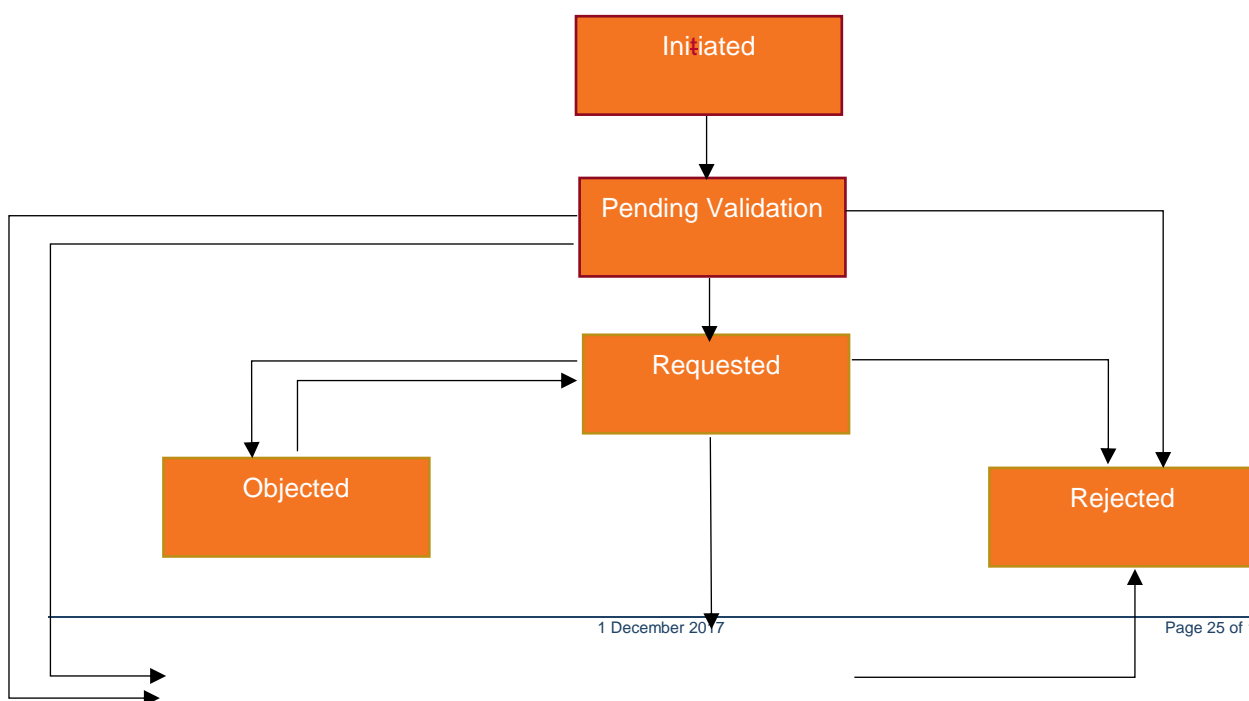 Initiated
Pending Validation
Requested
Objected
Rejected
1 December 2017
Page 25 of